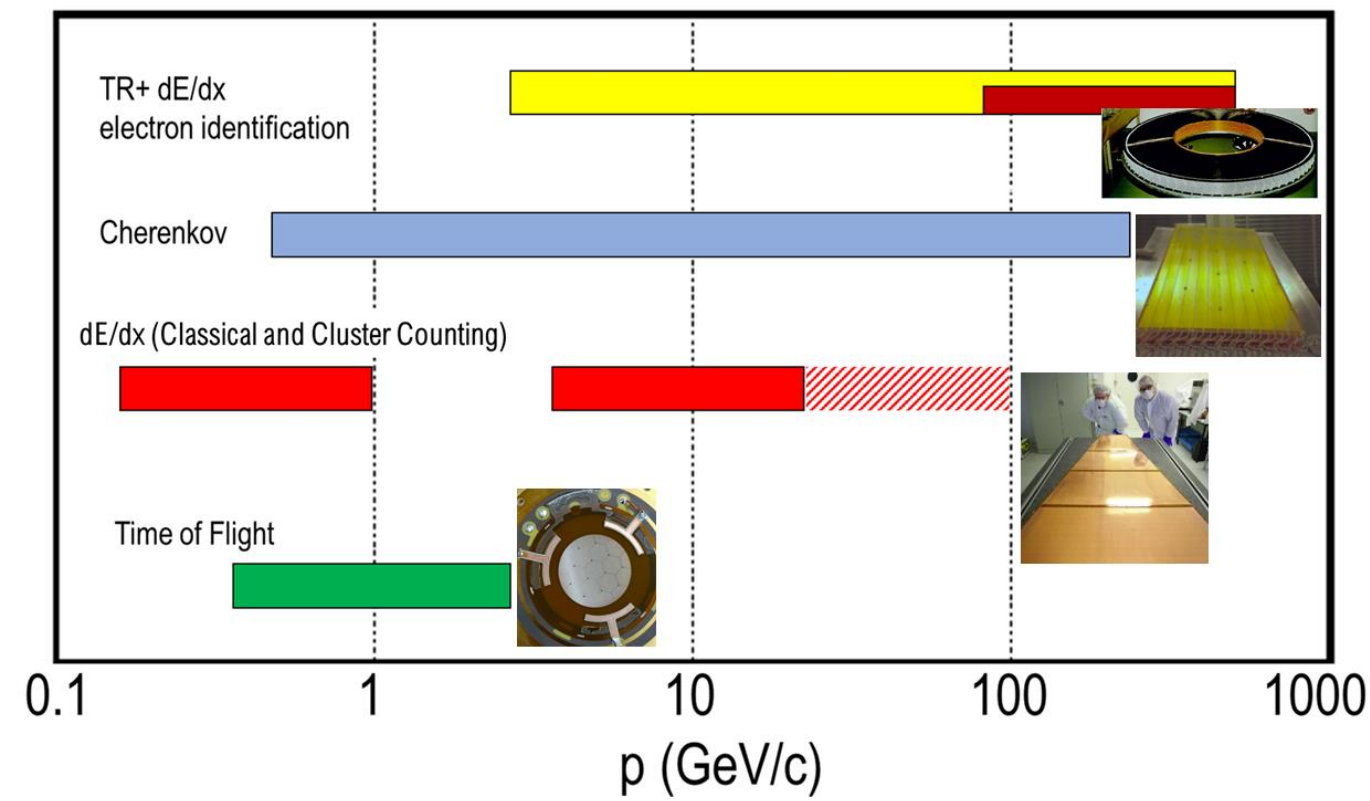 TR+ dE/dx
electron identification
Cherenkov
dE/dx (Classical and Cluster Counting)
Time of Flight
0.1 1 10 100 1000
p (GeV/c)